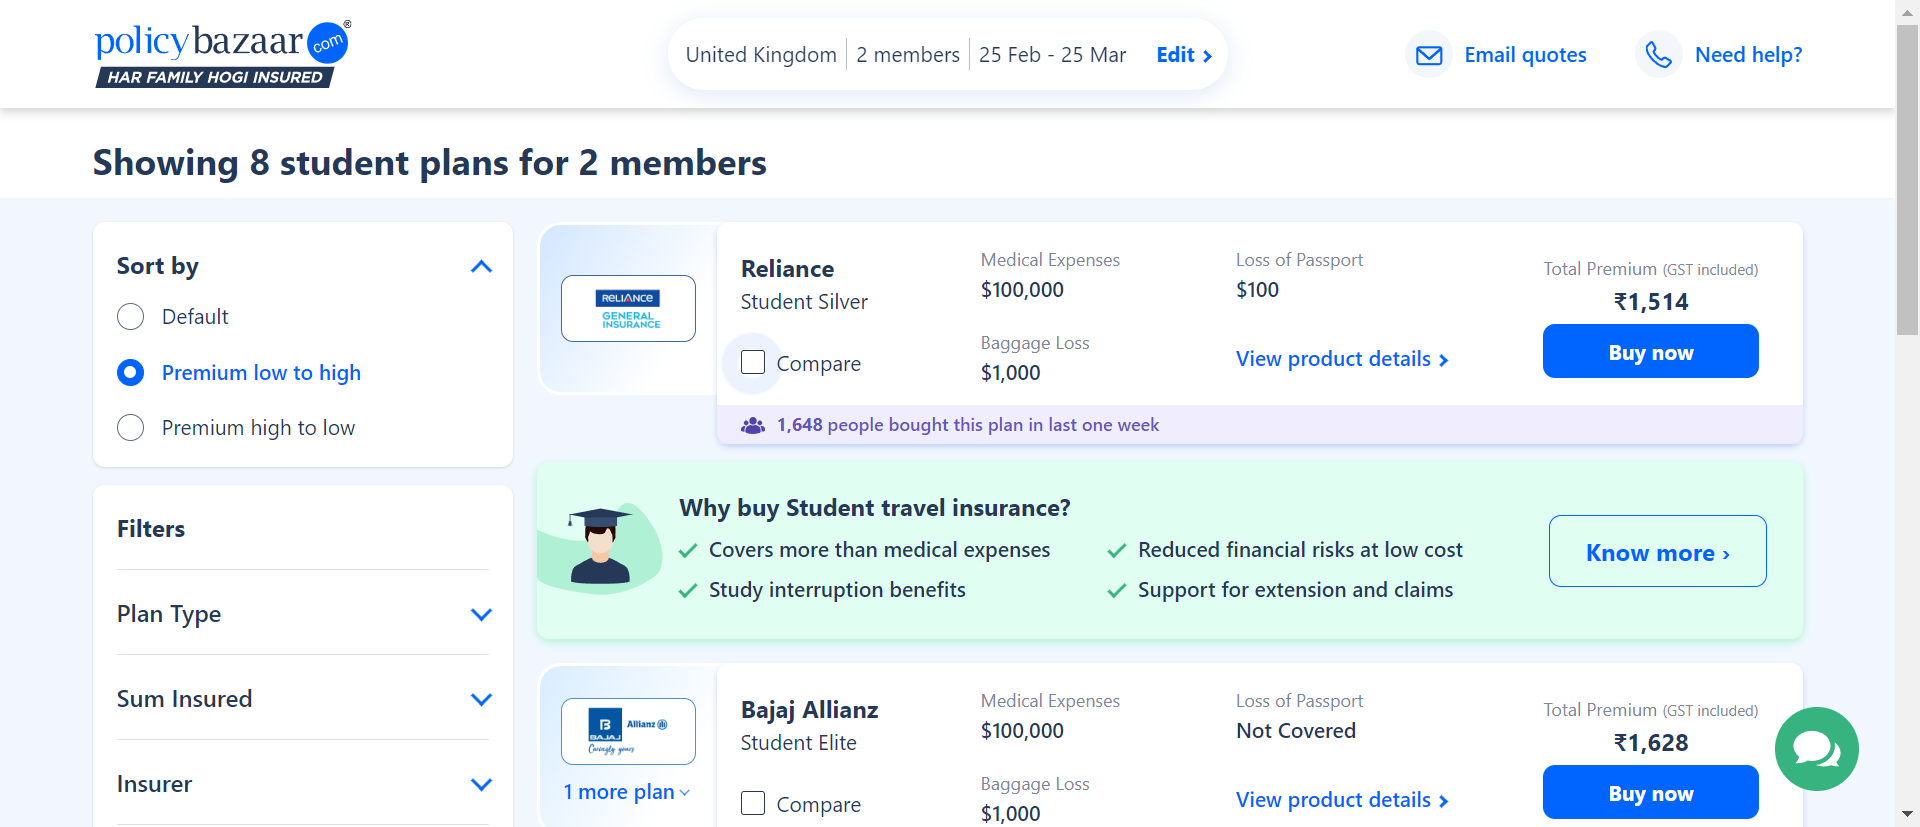 policybazaar.com®
HAR FAMILY HOGI INSURED
United Kingdom
2 members
25 Feb - 25 Mar
Edit
Email quotes
Need help?
Showing 8 student plans for 2 members
Sort by
Default
Premium low to high
Premium high to low
Filters
Plan Type
Sum Insured
Insurer
RELIANCE
GENERAL
INSURANCE
Reliance
Student Silver
Compare
Medical Expenses
$100,000
Baggage Loss
$1,000
Loss of Passport
$100
View product details
Total Premium (GST included)
₹1,514
Buy now
1,648 people bought this plan in last one week
Why buy Student travel insurance?
Covers more than medical expenses
Reduced financial risks at low cost
Study interruption benefits
Support for extension and claims
Know more ›
B
BAJAJ
Allianz
Caringly yours
1 more plan
Bajaj Allianz
Student Elite
Compare
Medical Expenses
$100,000
Baggage Loss
$1,000
Loss of Passport
Not Covered
View product details
Total Premium (GST included)
₹1,628
Buy now